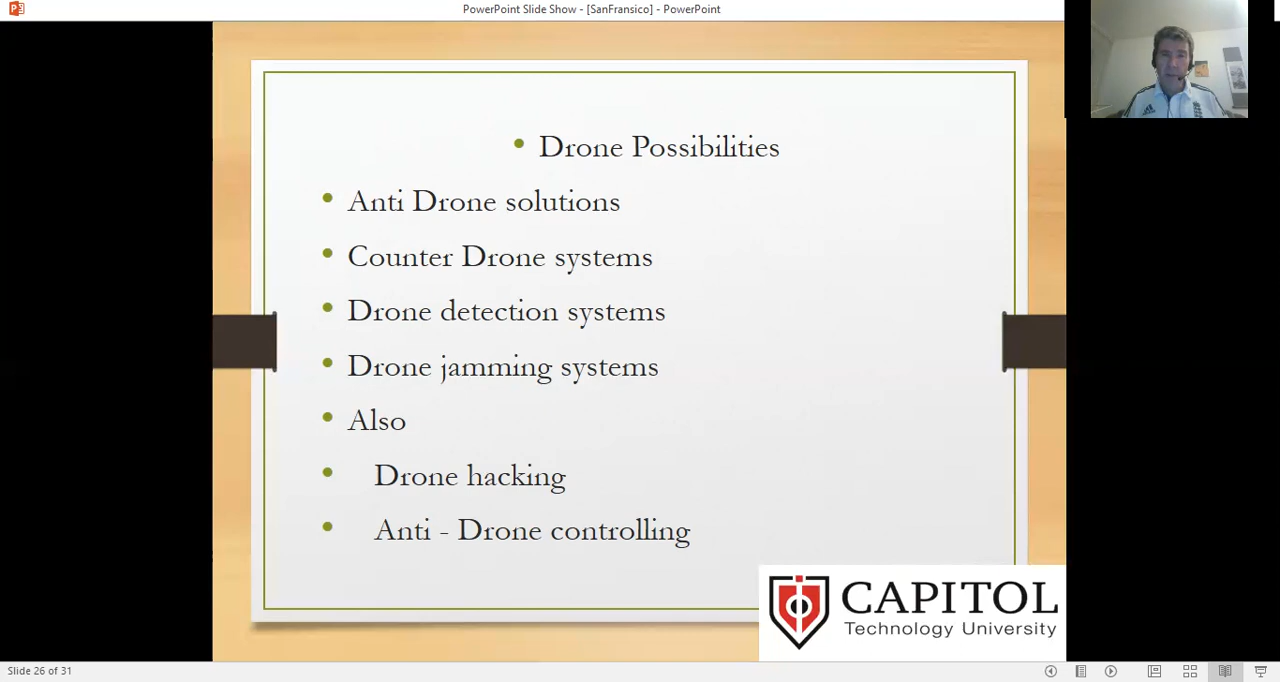 PowerPoint Slide Show - [SanFransico] - PowerPoint
• Drone Possibilities
• Anti Drone solutions
• Counter Drone systems
• Drone detection systems
• Drone jamming systems
• Also
• Drone hacking
• Anti - Drone controlling
CAPITOL
Technology University
Slide 26 of 31